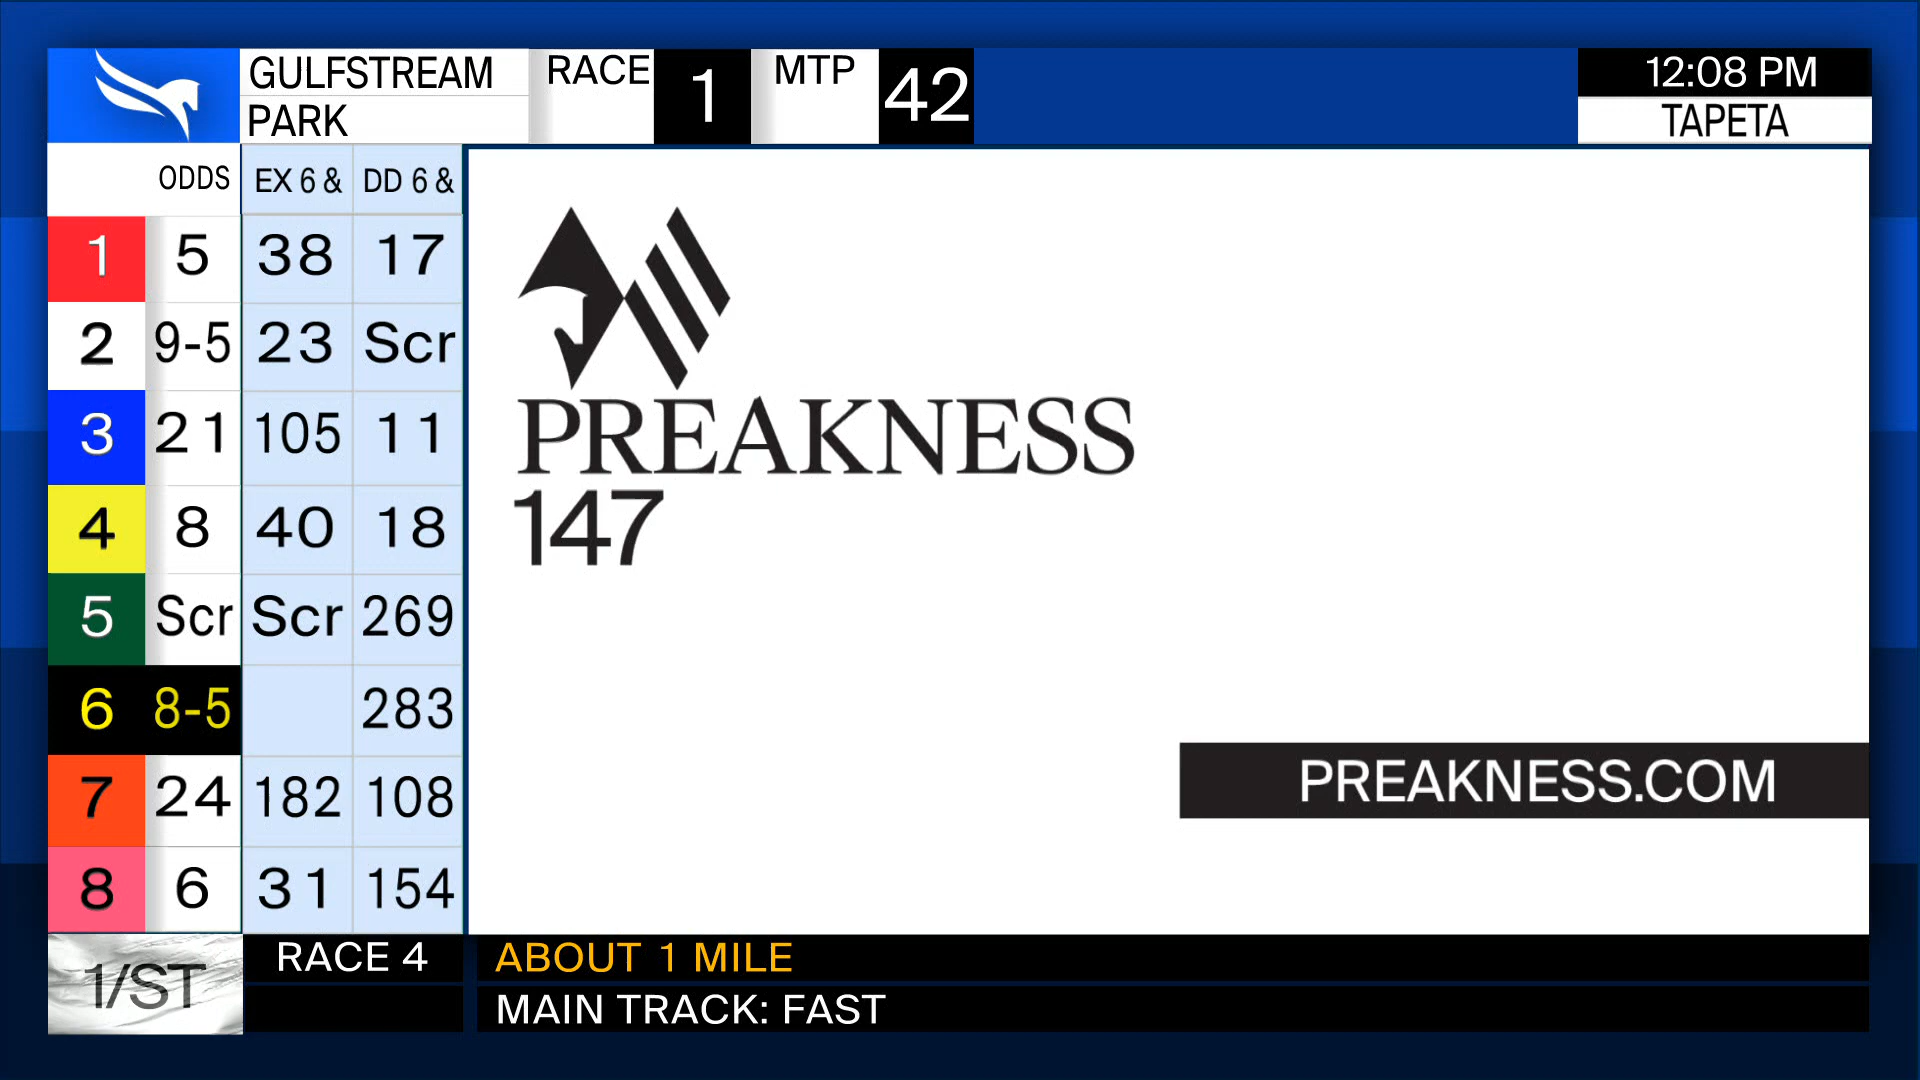 GULFSTREAM
PARK
RACE 1 MTP 42
12:08 PM
TAPETA
ODDS EX 6 & DD 6 &
1 5 38 17
2 9-5 23 Scr
3 21 105 11
4 8 40 18
5 Scr Scr 269
6 8-5 283
7 24 182 108
8 6 31 154
PREAKNESS
147
PREAKNESS.COM
1/ST
RACE 4
ABOUT 1 MILE
MAIN TRACK: FAST